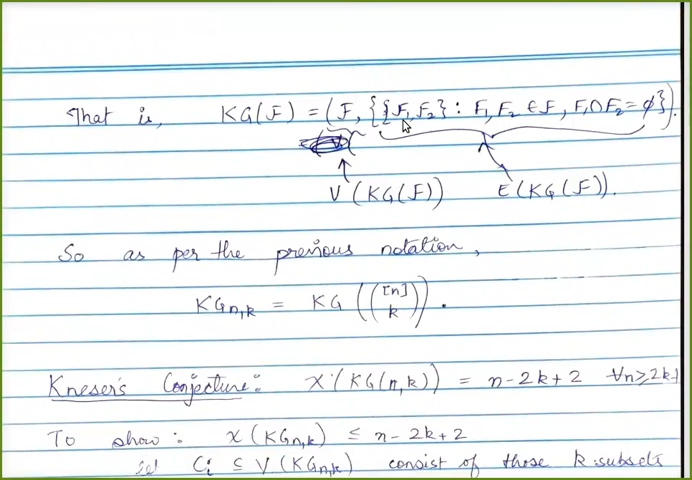 That is, KG(F) = (F, {{F₁,F₂} : F₁,F₂ ∈ F, F₁∩F₂ = φ}).
V(KG(F)) E(KG(F)).
So as per the previous notation,
KGn,k = KG(([n] k)).
Kneser's Conjecture: χ(KG(n,k)) = n-2k+2 ∀n≥2k+
To show: χ(KGn,k) ≤ n-2k+2
Ci ⊆ V(KGn,k) consist of those k-subsets